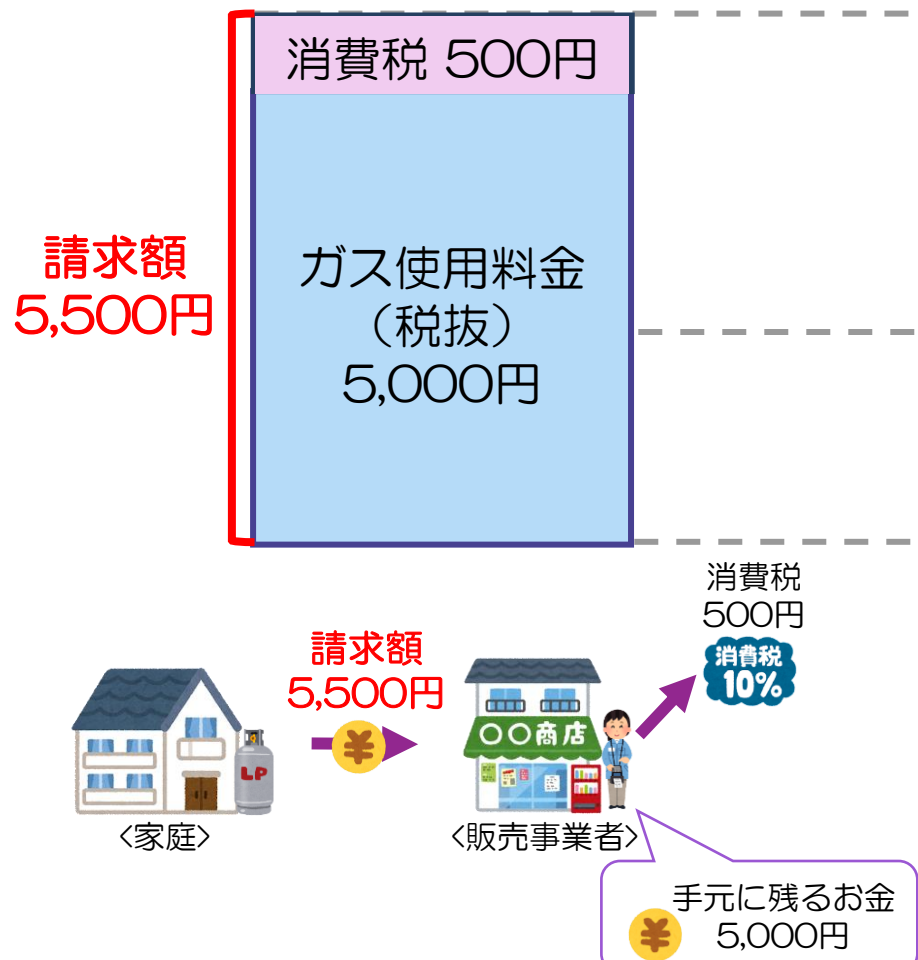 消費税 500円
請求額
5,500円
ガス使用料金
（税抜）
5,000円
消費税
500円
請求額
5,500円
消費税
10%
〇〇商店
LP
<家庭>
<販売事業者>
手元に残るお金
5,000円